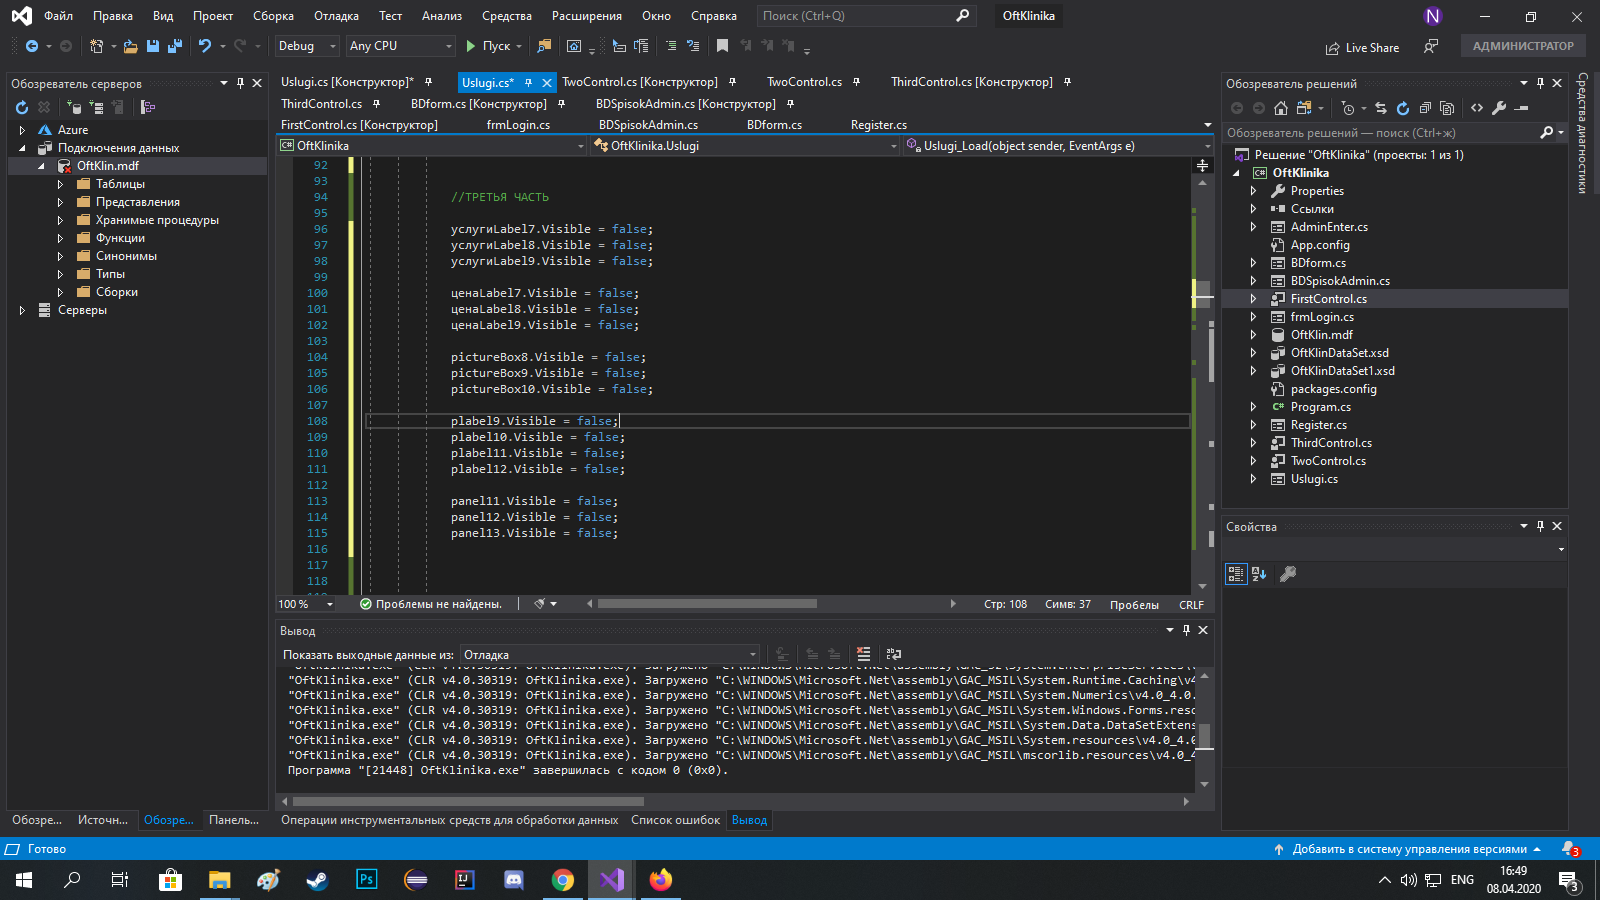 Файл Правка Вид Проект Сборка Отладка Тест Анализ Средства Расширения Окно Справка Поиск (Ctrl+Q) OftKlinika N
Debug Any CPU Пуск Live Share АДМИНИСТРАТОР
Обозреватель серверов
Azure
Подключения данных
OftKlin.mdf
Таблицы
Представления
Хранимые процедуры
Функции
Синонимы
Типы
Сборки
Серверы
Обозре... Источн... Обозре... Панель...
Uslugi.cs [Конструктор]* Uslugi.cs* TwoControl.cs [Конструктор] TwoControl.cs ThirdControl.cs [Конструктор]
ThirdControl.cs BDform.cs [Конструктор] BDSpisokAdmin.cs [Конструктор]
FirstControl.cs [Конструктор] frmLogin.cs BDSpisokAdmin.cs BDform.cs Register.cs
OftKlinika OftKlinika.Uslugi Uslugi_Load(object sender, EventArgs e)
92
93
94 //ТРЕТЬЯ ЧАСТЬ
95
96 услугиLabel7.Visible = false;
97 услугиLabel8.Visible = false;
98 услугиLabel9.Visible = false;
99
100 ценаLabel7.Visible = false;
101 ценаLabel8.Visible = false;
102 ценаLabel9.Visible = false;
103
104 pictureBox8.Visible = false;
105 pictureBox9.Visible = false;
106 pictureBox10.Visible = false;
107
108 plabel9.Visible = false;
109 plabel10.Visible = false;
110 plabel11.Visible = false;
111 plabel12.Visible = false;
112
113 panel11.Visible = false;
114 panel12.Visible = false;
115 panel13.Visible = false;
116
117
118
100 % Проблемы не найдены. Стр: 108 Симв: 37 Пробелы CRLF
Вывод
Показать выходные данные из: Отладка
"OftKlinika.exe" (CLR v4.0.30319: OftKlinika.exe). Загружено "C:\WINDOWS\Microsoft.Net\assembly\GAC_MSIL\System.Runtime.Caching\v4
"OftKlinika.exe" (CLR v4.0.30319: OftKlinika.exe). Загружено "C:\WINDOWS\Microsoft.Net\assembly\GAC_MSIL\System.Numerics\v4.0_4.0.
"OftKlinika.exe" (CLR v4.0.30319: OftKlinika.exe). Загружено "C:\WINDOWS\Microsoft.Net\assembly\GAC_MSIL\System.Windows.Forms.reso
"OftKlinika.exe" (CLR v4.0.30319: OftKlinika.exe). Загружено "C:\WINDOWS\Microsoft.Net\assembly\GAC_MSIL\System.Data.DataSetExtens
"OftKlinika.exe" (CLR v4.0.30319: OftKlinika.exe). Загружено "C:\WINDOWS\Microsoft.Net\assembly\GAC_MSIL\System.resources\v4.0_4.0
"OftKlinika.exe" (CLR v4.0.30319: OftKlinika.exe). Загружено "C:\WINDOWS\Microsoft.Net\assembly\GAC_MSIL\mscorlib.resources\v4.0_4
Программа "[21448] OftKlinika.exe" завершилась с кодом 0 (0x0).
Операции инструментальных средств для обработки данных Список ошибок Вывод
Обозреватель решений
Обозреватель решений — поиск (Ctrl+ж)
Решение "OftKlinika" (проекты: 1 из 1)
OftKlinika
Properties
Ссылки
AdminEnter.cs
App.config
BDform.cs
BDSpisokAdmin.cs
FirstControl.cs
frmLogin.cs
OftKlin.mdf
OftKlinDataSet.xsd
OftKlinDataSet1.xsd
packages.config
Program.cs
Register.cs
ThirdControl.cs
TwoControl.cs
Uslugi.cs
Свойства
Средства диагностики
Готово Добавить в систему управления версиями 3
Ps IJ ENG 16:49
08.04.2020 3